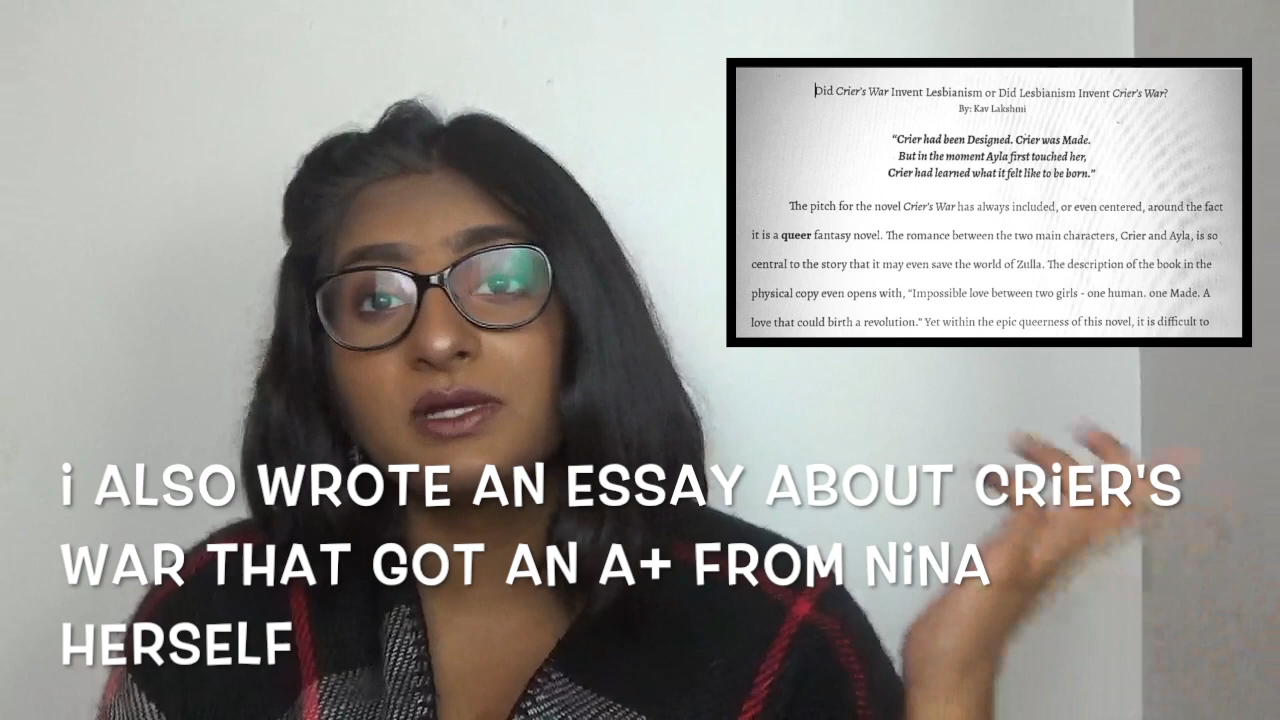 Did Crier's War Invent Lesbianism or Did Lesbianism Invent Crier's War?
By: Kav Lakshmi
"Crier had been Designed. Crier was Made.
But in the moment Ayla first touched her,
Crier had learned what it felt like to be born."
The pitch for the novel Crier's War has always included, or even centered, around the fact
it is a queer fantasy novel. The romance between the two main characters, Crier and Ayla, is so
central to the story that it may even save the world of Zulla. The description of the book in the
physical copy even opens with, "Impossible love between two girls - one human. one Made. A
love that could birth a revolution." Yet within the epic queerness of this novel, it is difficult to
i ALSO WROTE AN ESSAY ABOUT CRiER'S
WAR THAT GOT AN A+ FROM NiNA
HERSELF